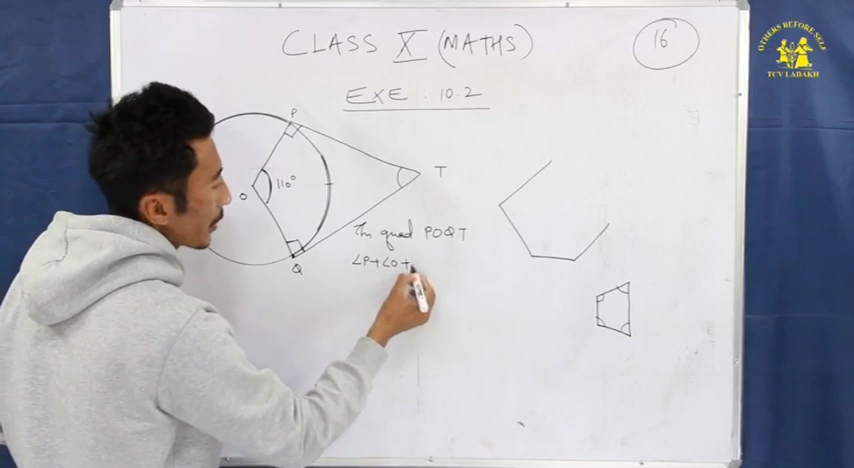 CLASS X (MATHS)
16
OTHERS BEFORE SELF
TCV LADAKH
EXE : 10.2
P
T
O
110°
Q
In quad POQT
∠P+∠O+